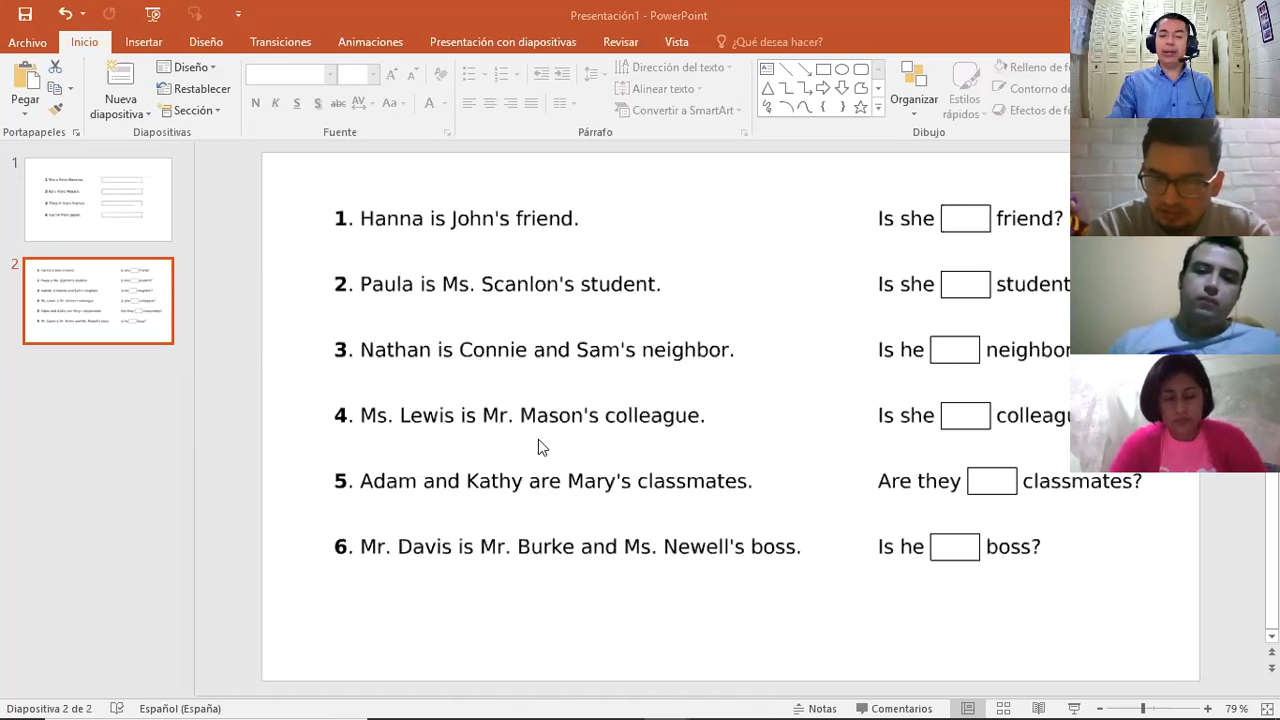 Presentación1 - PowerPoint
Archivo Inicio Insertar Diseño Transiciones Animaciones resentación con diapositivas Revisar Vista ¿Qué desea hacer?
Pegar
Nueva diapositiva
Diseño
Restablecer
Sección
N K S S abc AV Aa A
Convertir a SmartArt
Alinear texto
Organizar
Estilos rápidos
Relleno de
Contorno de
Efectos de
Portapapeles Diapositivas Fuente Párrafo Dibujo
1
2
1. Hanna is John's friend. Is she friend?
2. Paula is Ms. Scanlon's student. Is she student
3. Nathan is Connie and Sam's neighbor. Is he neighbor
4. Ms. Lewis is Mr. Mason's colleague. Is she colleag
5. Adam and Kathy are Mary's classmates. Are they classmates?
6. Mr. Davis is Mr. Burke and Ms. Newell's boss. Is he boss?
Diapositiva 2 de 2 Español (España) Notas Comentarios 79 %